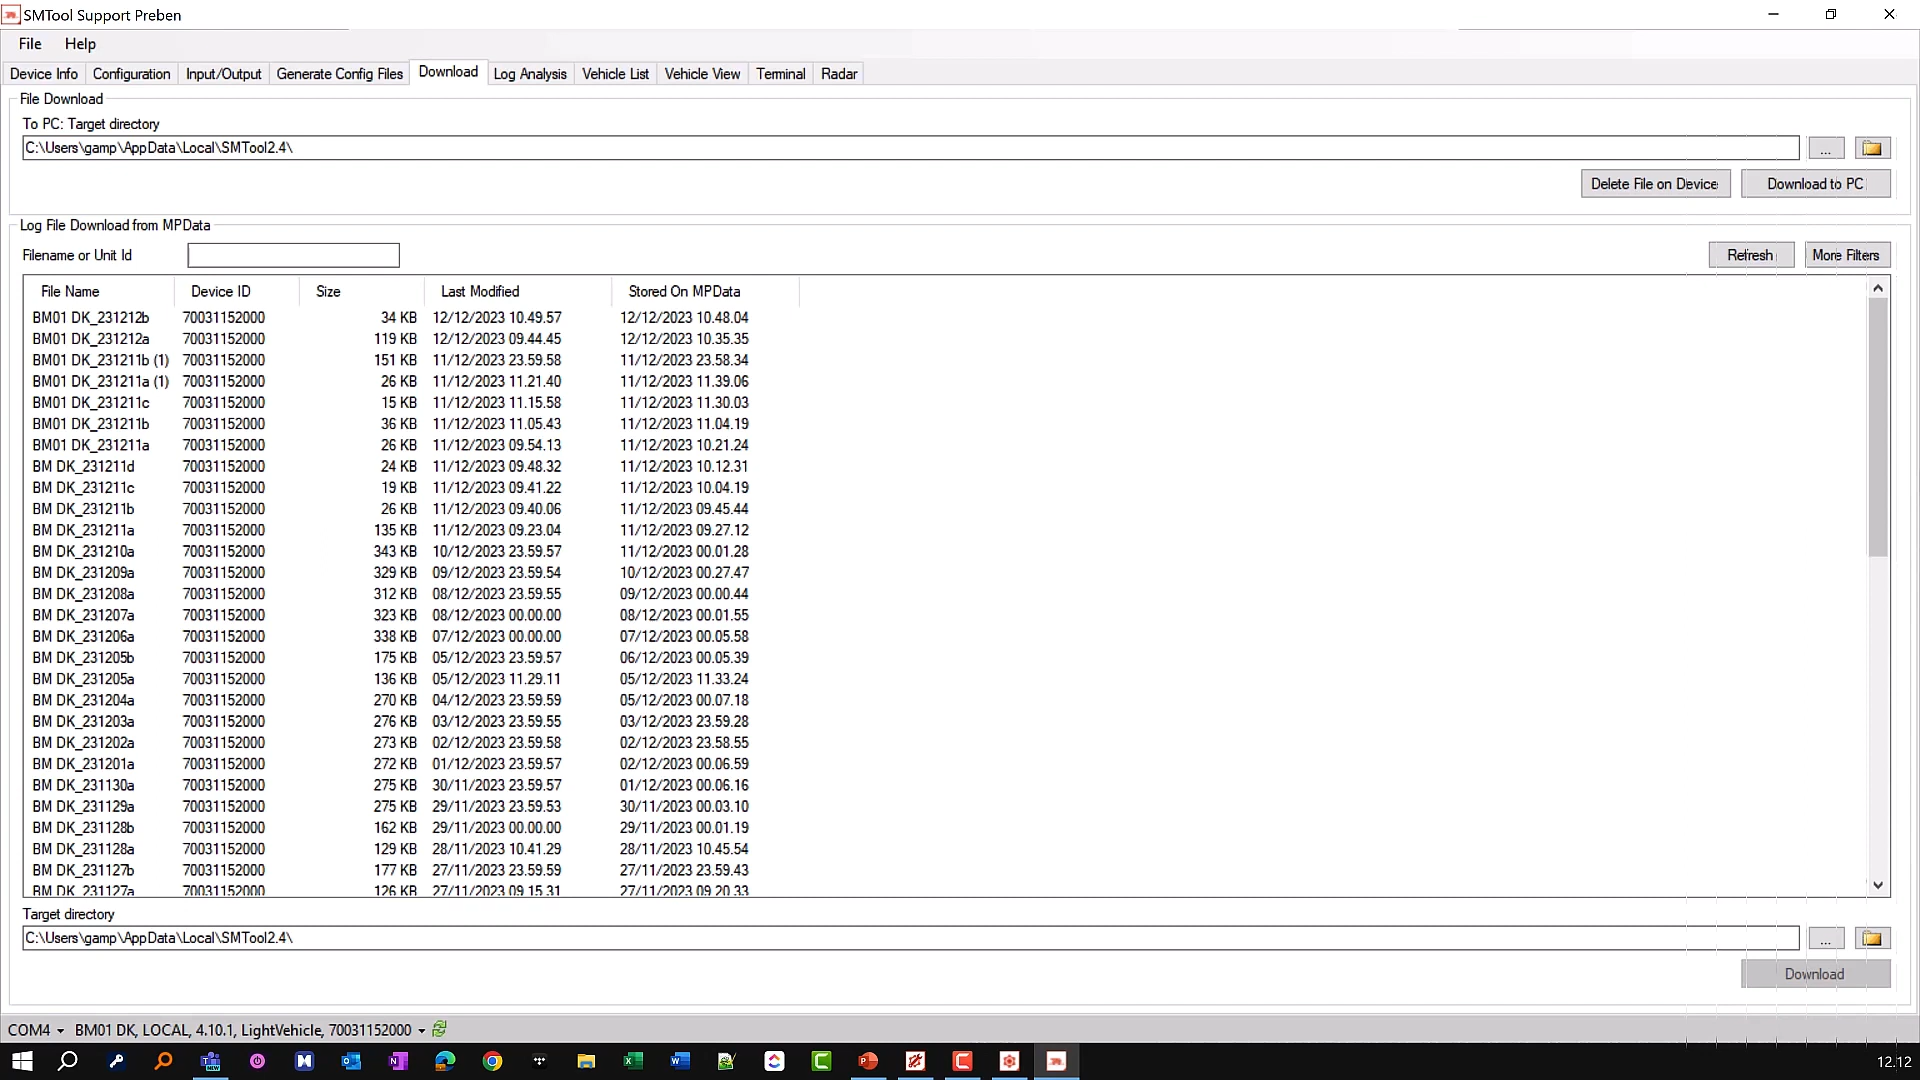 SMTool Support Preben
File Help
Device Info Configuration Input/Output Generate Config Files Download Log Analysis Vehicle List Vehicle View Terminal Radar
File Download
To PC: Target directory
C:\Users\gamp\AppData\Local\SMTool2.4\ ...
Delete File on Device Download to PC
Log File Download from MPData
Filename or Unit Id Refresh More Filters
File Name Device ID Size Last Modified Stored On MPData
BM01 DK_231212b 70031152000 34 KB 12/12/2023 10.49.57 12/12/2023 10.48.04
BM01 DK_231212a 70031152000 119 KB 12/12/2023 09.44.45 12/12/2023 10.35.35
BM01 DK_231211b (1) 70031152000 151 KB 11/12/2023 23.59.58 11/12/2023 23.58.34
BM01 DK_231211a (1) 70031152000 26 KB 11/12/2023 11.21.40 11/12/2023 11.39.06
BM01 DK_231211c 70031152000 15 KB 11/12/2023 11.15.58 11/12/2023 11.30.03
BM01 DK_231211b 70031152000 36 KB 11/12/2023 11.05.43 11/12/2023 11.04.19
BM01 DK_231211a 70031152000 26 KB 11/12/2023 09.54.13 11/12/2023 10.21.24
BM DK_231211d 70031152000 24 KB 11/12/2023 09.48.32 11/12/2023 10.12.31
BM DK_231211c 70031152000 19 KB 11/12/2023 09.41.22 11/12/2023 10.04.19
BM DK_231211b 70031152000 26 KB 11/12/2023 09.40.06 11/12/2023 09.45.44
BM DK_231211a 70031152000 135 KB 11/12/2023 09.23.04 11/12/2023 09.27.12
BM DK_231210a 70031152000 343 KB 10/12/2023 23.59.57 11/12/2023 00.01.28
BM DK_231209a 70031152000 329 KB 09/12/2023 23.59.54 10/12/2023 00.27.47
BM DK_231208a 70031152000 312 KB 08/12/2023 23.59.55 09/12/2023 00.00.44
BM DK_231207a 70031152000 323 KB 08/12/2023 00.00.00 08/12/2023 00.01.55
BM DK_231206a 70031152000 338 KB 07/12/2023 00.00.00 07/12/2023 00.05.58
BM DK_231205b 70031152000 175 KB 05/12/2023 23.59.57 06/12/2023 00.05.39
BM DK_231205a 70031152000 136 KB 05/12/2023 11.29.11 05/12/2023 11.33.24
BM DK_231204a 70031152000 270 KB 04/12/2023 23.59.59 05/12/2023 00.07.18
BM DK_231203a 70031152000 276 KB 03/12/2023 23.59.55 03/12/2023 23.59.28
BM DK_231202a 70031152000 273 KB 02/12/2023 23.59.58 02/12/2023 23.58.55
BM DK_231201a 70031152000 272 KB 01/12/2023 23.59.57 02/12/2023 00.06.59
BM DK_231130a 70031152000 275 KB 30/11/2023 23.59.57 01/12/2023 00.06.16
BM DK_231129a 70031152000 275 KB 29/11/2023 23.59.53 30/11/2023 00.03.10
BM DK_231128b 70031152000 162 KB 29/11/2023 00.00.00 29/11/2023 00.01.19
BM DK_231128a 70031152000 129 KB 28/11/2023 10.41.29 28/11/2023 10.45.54
BM DK_231127b 70031152000 177 KB 27/11/2023 23.59.59 27/11/2023 23.59.43
BM DK_231127a 70031152000 126 KB 27/11/2023 09.15.31 27/11/2023 09.20.33
Target directory
C:\Users\gamp\AppData\Local\SMTool2.4\ ...
Download
COM4 BM01 DK, LOCAL, 4.10.1, LightVehicle, 70031152000
12.12